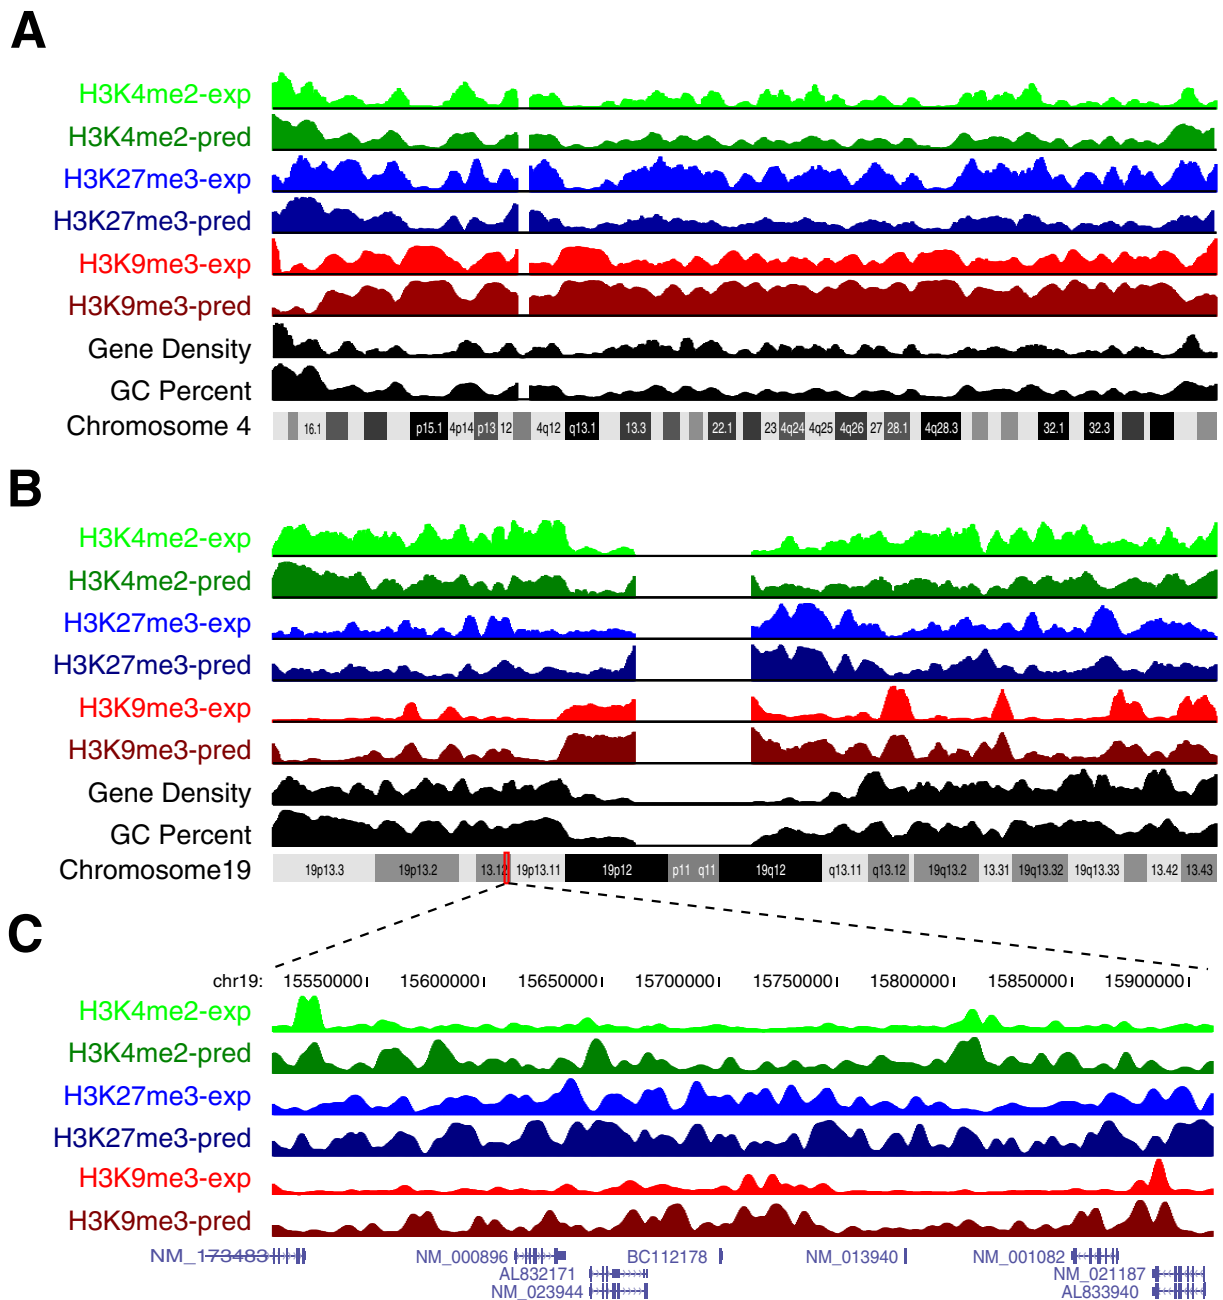 A
H3K4me2-exp
H3K4me2-pred
H3K27me3-exp
H3K27me3-pred
H3K9me3-exp
H3K9me3-pred
Gene Density
GC Percent
Chromosome 4 16.1 p15.1 4p14 p13 12 4q12 q13.1 13.3 22.1 23 4q24 4q25 4q26 27 28.1 4q28.3 32.1 32.3
B
H3K4me2-exp
H3K4me2-pred
H3K27me3-exp
H3K27me3-pred
H3K9me3-exp
H3K9me3-pred
Gene Density
GC Percent
Chromosome19 19p13.3 19p13.2 13.12 19p13.11 19p12 p11 q11 19q12 q13.11 q13.12 19q13.2 13.31 19q13.32 19q13.33 13.42 13.43
C
chr19: 15550000 15600000 15650000 15700000 15750000 15800000 15850000 15900000
H3K4me2-exp
H3K4me2-pred
H3K27me3-exp
H3K27me3-pred
H3K9me3-exp
H3K9me3-pred
NM_173483 NM_000896 BC112178 NM_013940 NM_001082
AL832171 NM_021187
NM_023944 AL833940